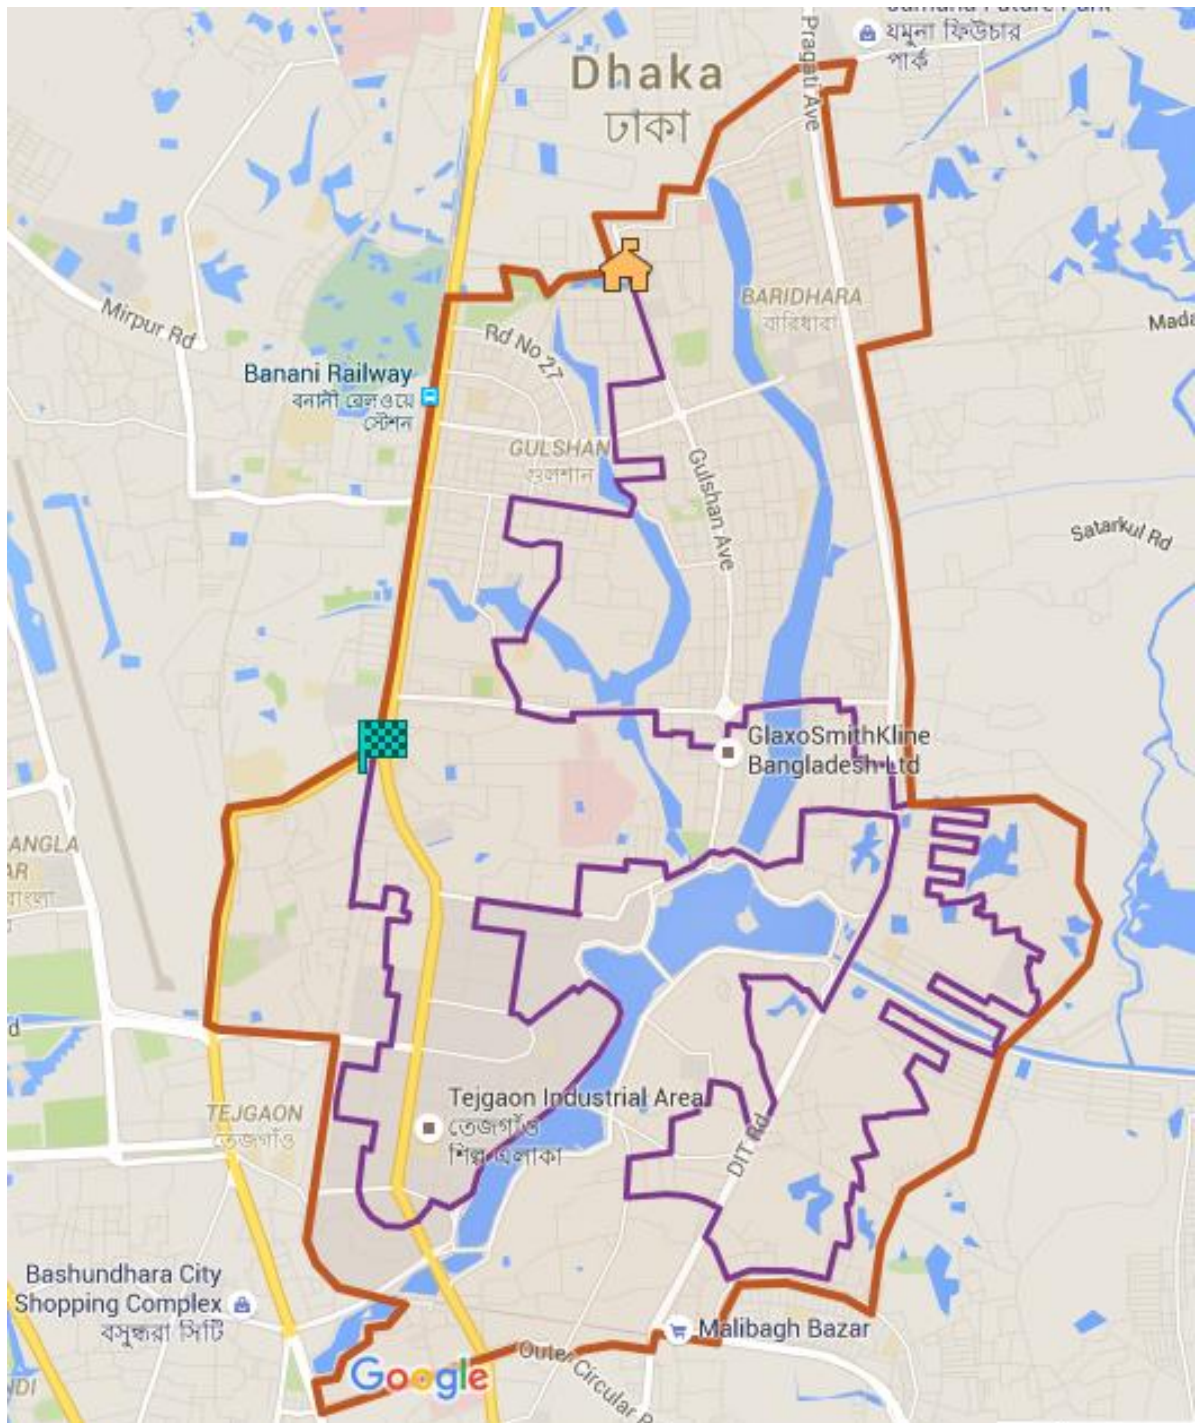 যমুনা ফিউচার
পার্ক
Dhaka
ঢাকা
Pragati Ave
Mirpur Rd
Rd No 27
BARIDHARA
বারিধারা
Banani Railway
বনানী রেলওয়ে
স্টেশন
GULSHAN
গুলশান
Gulshan Ave
Satarkul Rd
GlaxoSmithKline
Bangladesh Ltd
Tejgaon Industrial Area
তেজগাঁও
শিল্প এলাকা
TEJGAON
তেজগাঁও
DIT Rd
Bashundhara City
Shopping Complex
বসুন্ধরা সিটি
Malibagh Bazar
Outer Circular
Google